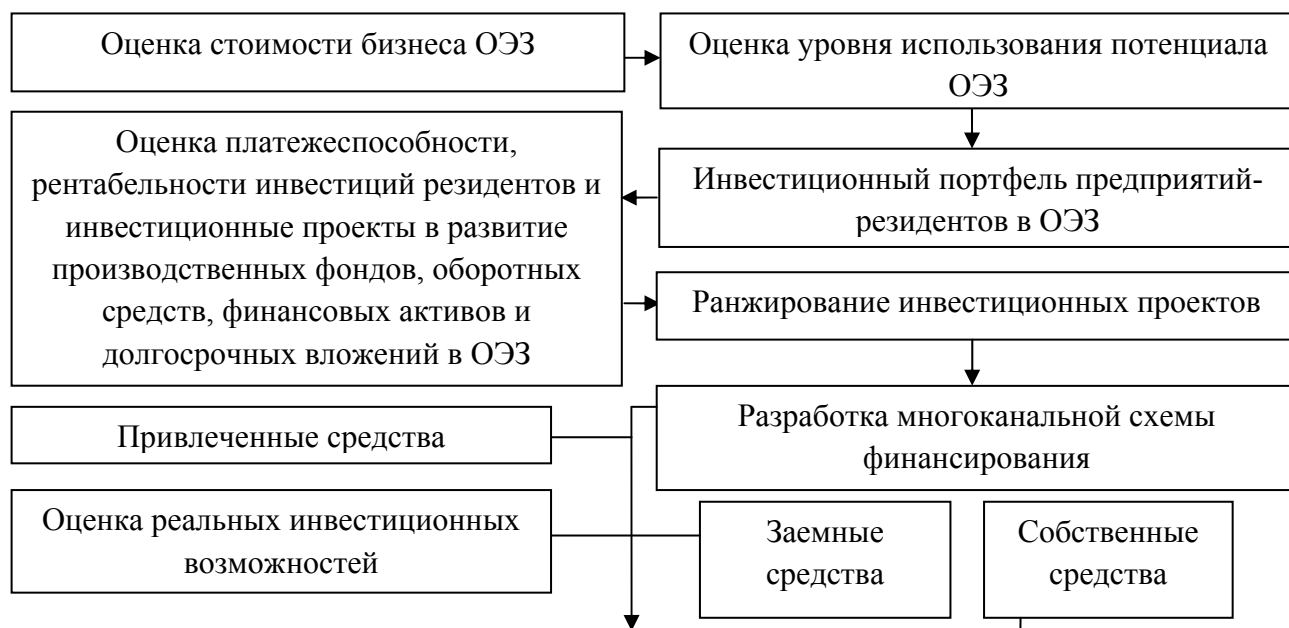 Оценка стоимости бизнеса ОЭЗ
Оценка уровня использования потенциала
ОЭЗ
Оценка платежеспособности,
рентабельности инвестиций резидентов и
инвестиционные проекты в развитие
производственных фондов, оборотных
средств, финансовых активов и
долгосрочных вложений в ОЭЗ
Инвестиционный портфель предприятий-
резидентов в ОЭЗ
Ранжирование инвестиционных проектов
Разработка многоканальной схемы
финансирования
Привлеченные средства
Оценка реальных инвестиционных
возможностей
Заемные
средства
Собственные
средства